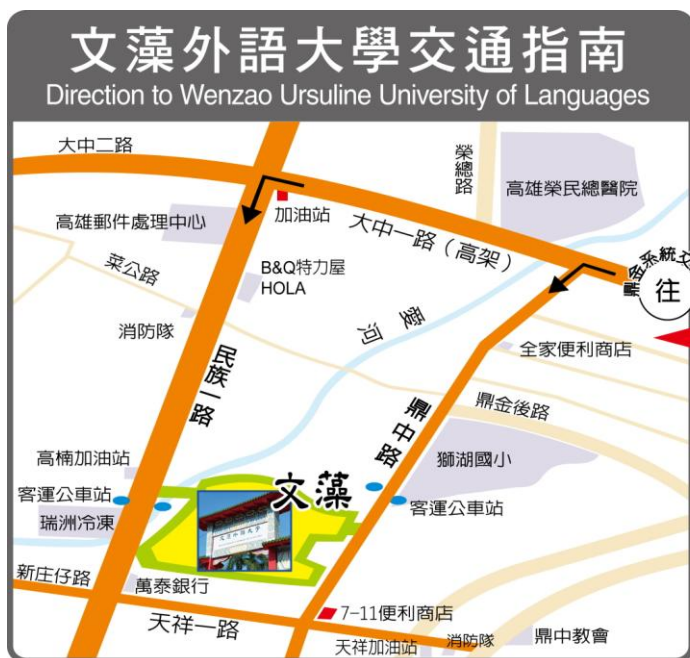 文藻外語大學交通指南
Direction to Wenzao Ursuline University of Languages
大中二路
榮總路
高雄榮民總醫院
高雄郵件處理中心
加油站
大中一路（高架）
鼎金系統交
往
菜公路
B&Q特力屋
HOLA
愛河
消防隊
全家便利商店
民族一路
鼎中路
鼎金後路
高楠加油站
獅湖國小
文藻
客運公車站
客運公車站
瑞洲冷凍
新庄仔路
萬泰銀行
7-11便利商店
天祥一路
天祥加油站
消防隊
鼎中教會